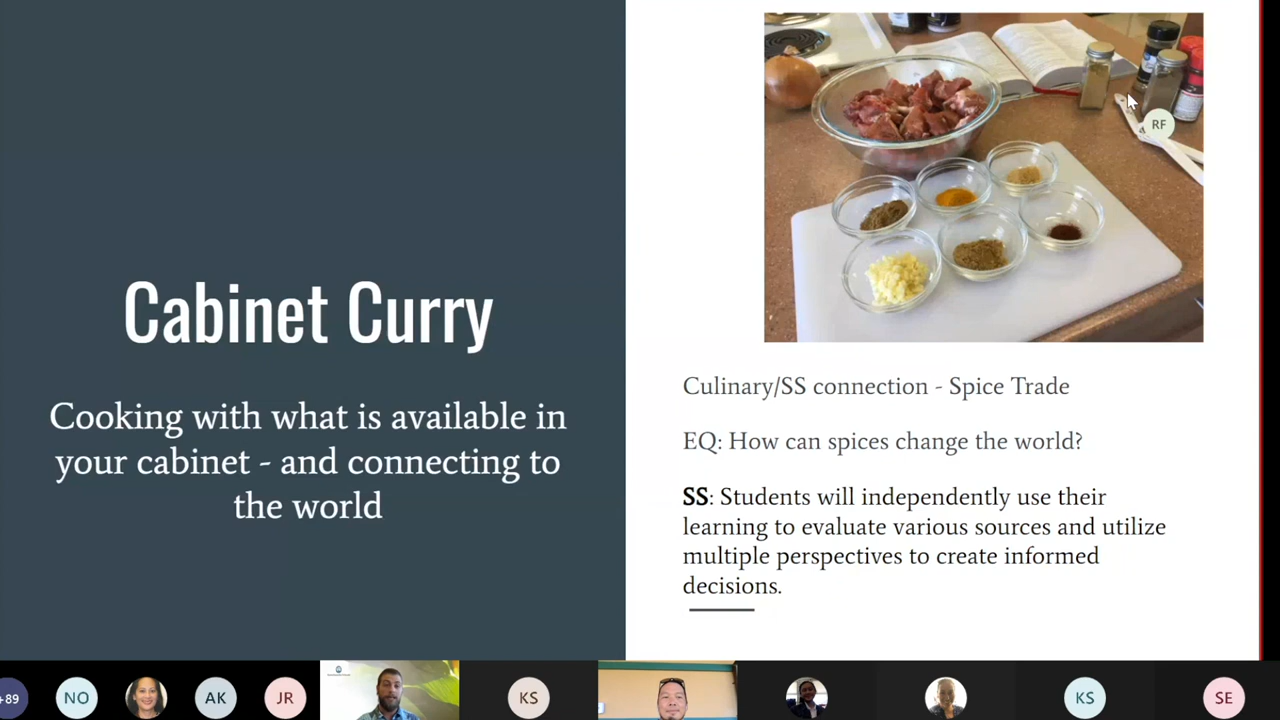 Cabinet Curry
Cooking with what is available in
your cabinet - and connecting to
the world
RF
Culinary/SS connection - Spice Trade
EQ: How can spices change the world?
SS: Students will independently use their
learning to evaluate various sources and utilize
multiple perspectives to create informed
decisions.
+89
NO
AK
JR
KS
KS
SE